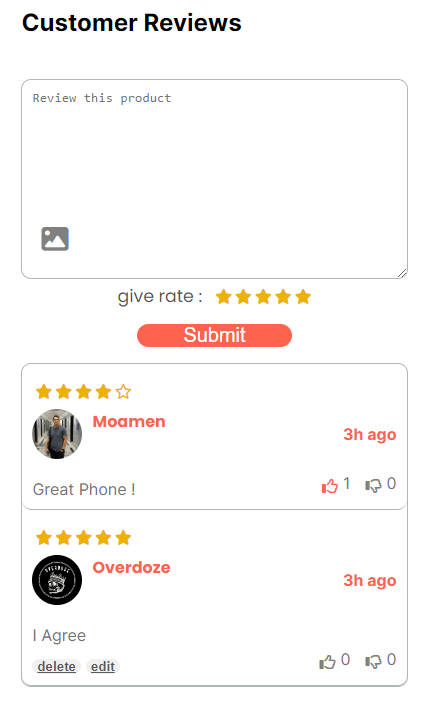 Customer Reviews
Review this product
give rate :
Submit
Moamen
3h ago
Great Phone !
1 0
Overdoze
3h ago
I Agree
delete edit
0 0